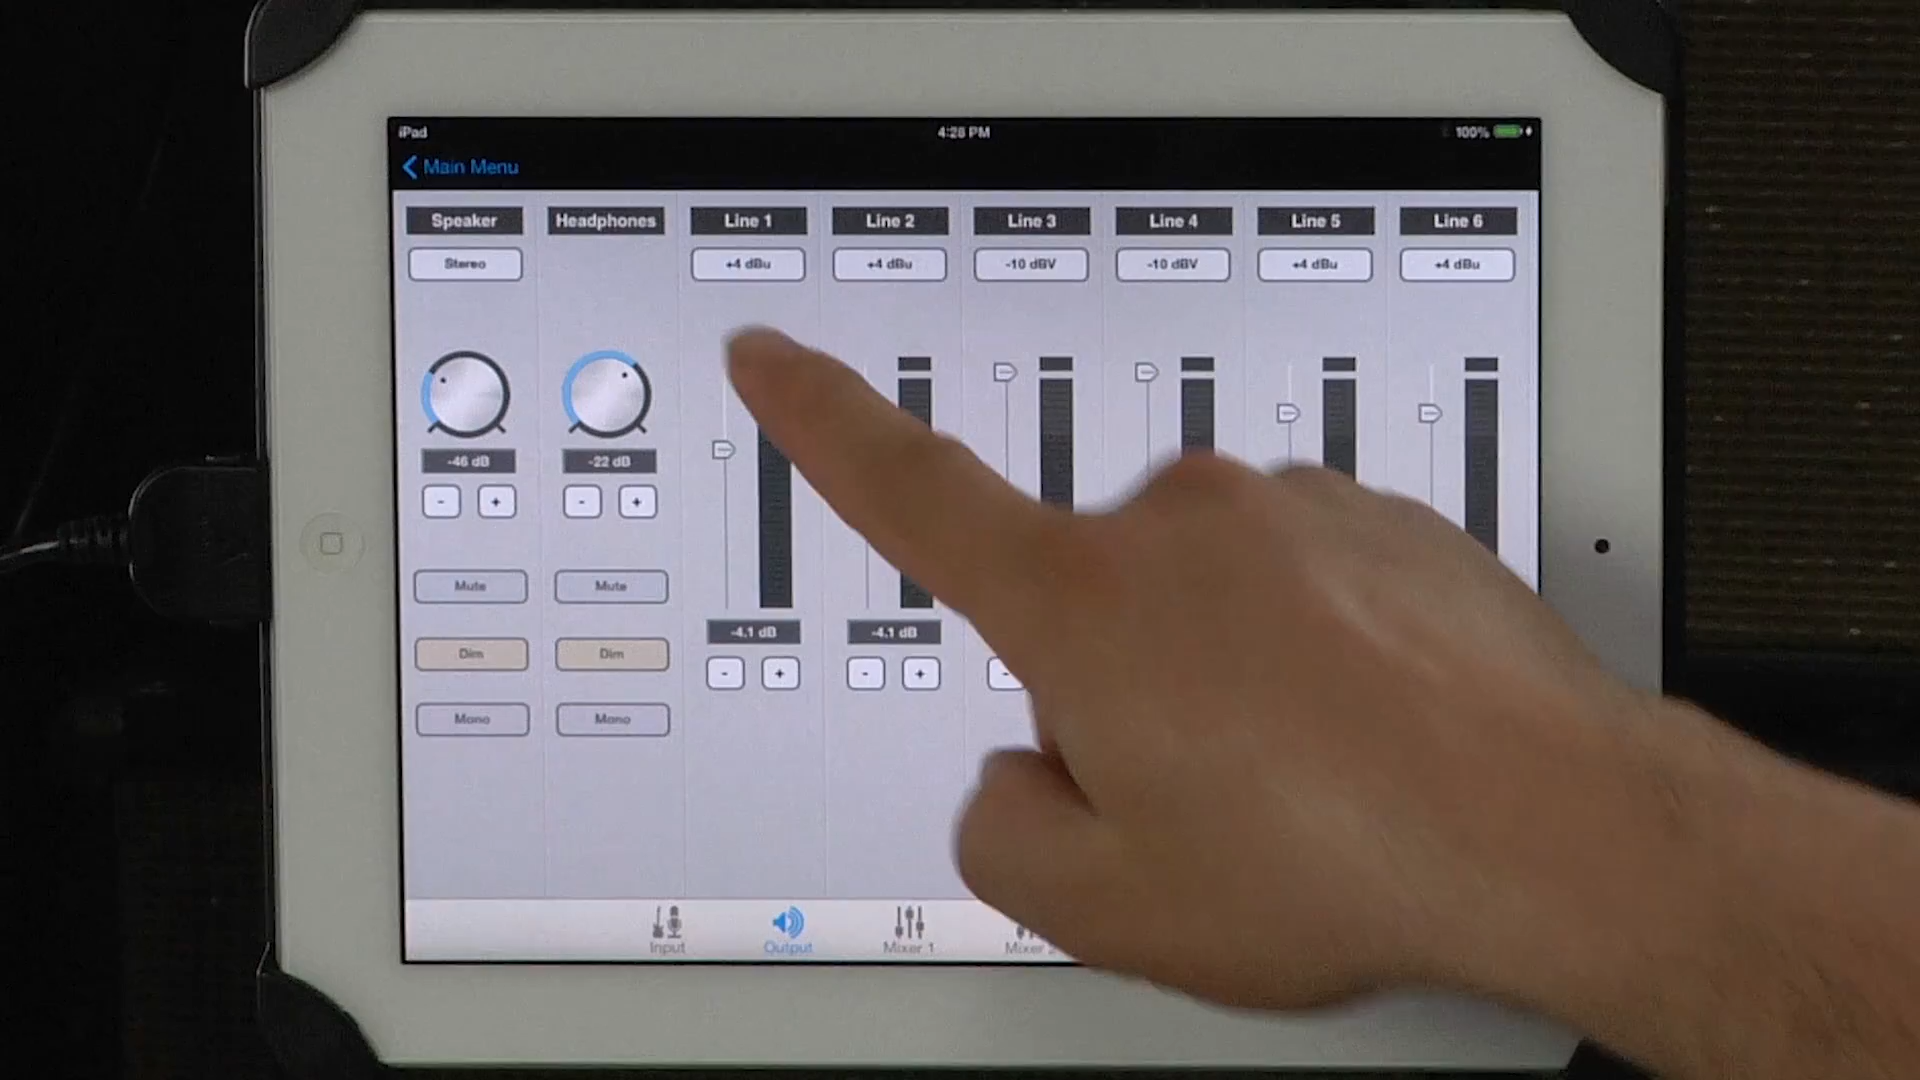 iPad 4:28 PM 100%
Main Menu
Speaker Headphones Line 1 Line 2 Line 3 Line 4 Line 5 Line 6
Stereo +4 dBu +4 dBu -10 dBV -10 dBV +4 dBu +4 dBu
-46 dB -22 dB
- + - +
Mute Mute
-4.1 dB -4.1 dB
Dim Dim
- + - + -
Mono Mono
Input Output Mixer 1 Mixer